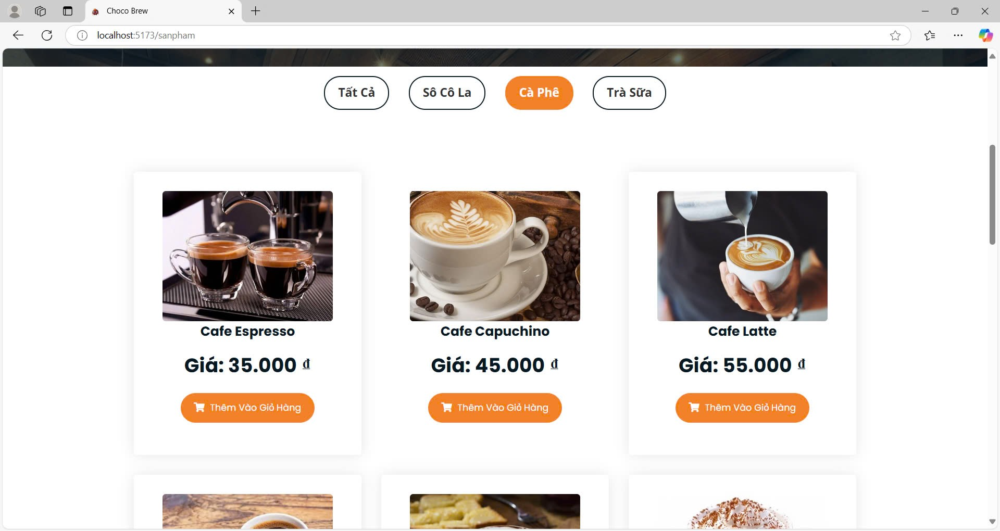 Choco Brew
localhost:5173/sanpham
Tất Cả
Sô Cô La
Cà Phê
Trà Sữa
Cafe Espresso
Giá: 35.000 ₫
Thêm Vào Giỏ Hàng
Cafe Capuchino
Giá: 45.000 ₫
Thêm Vào Giỏ Hàng
Cafe Latte
Giá: 55.000 ₫
Thêm Vào Giỏ Hàng